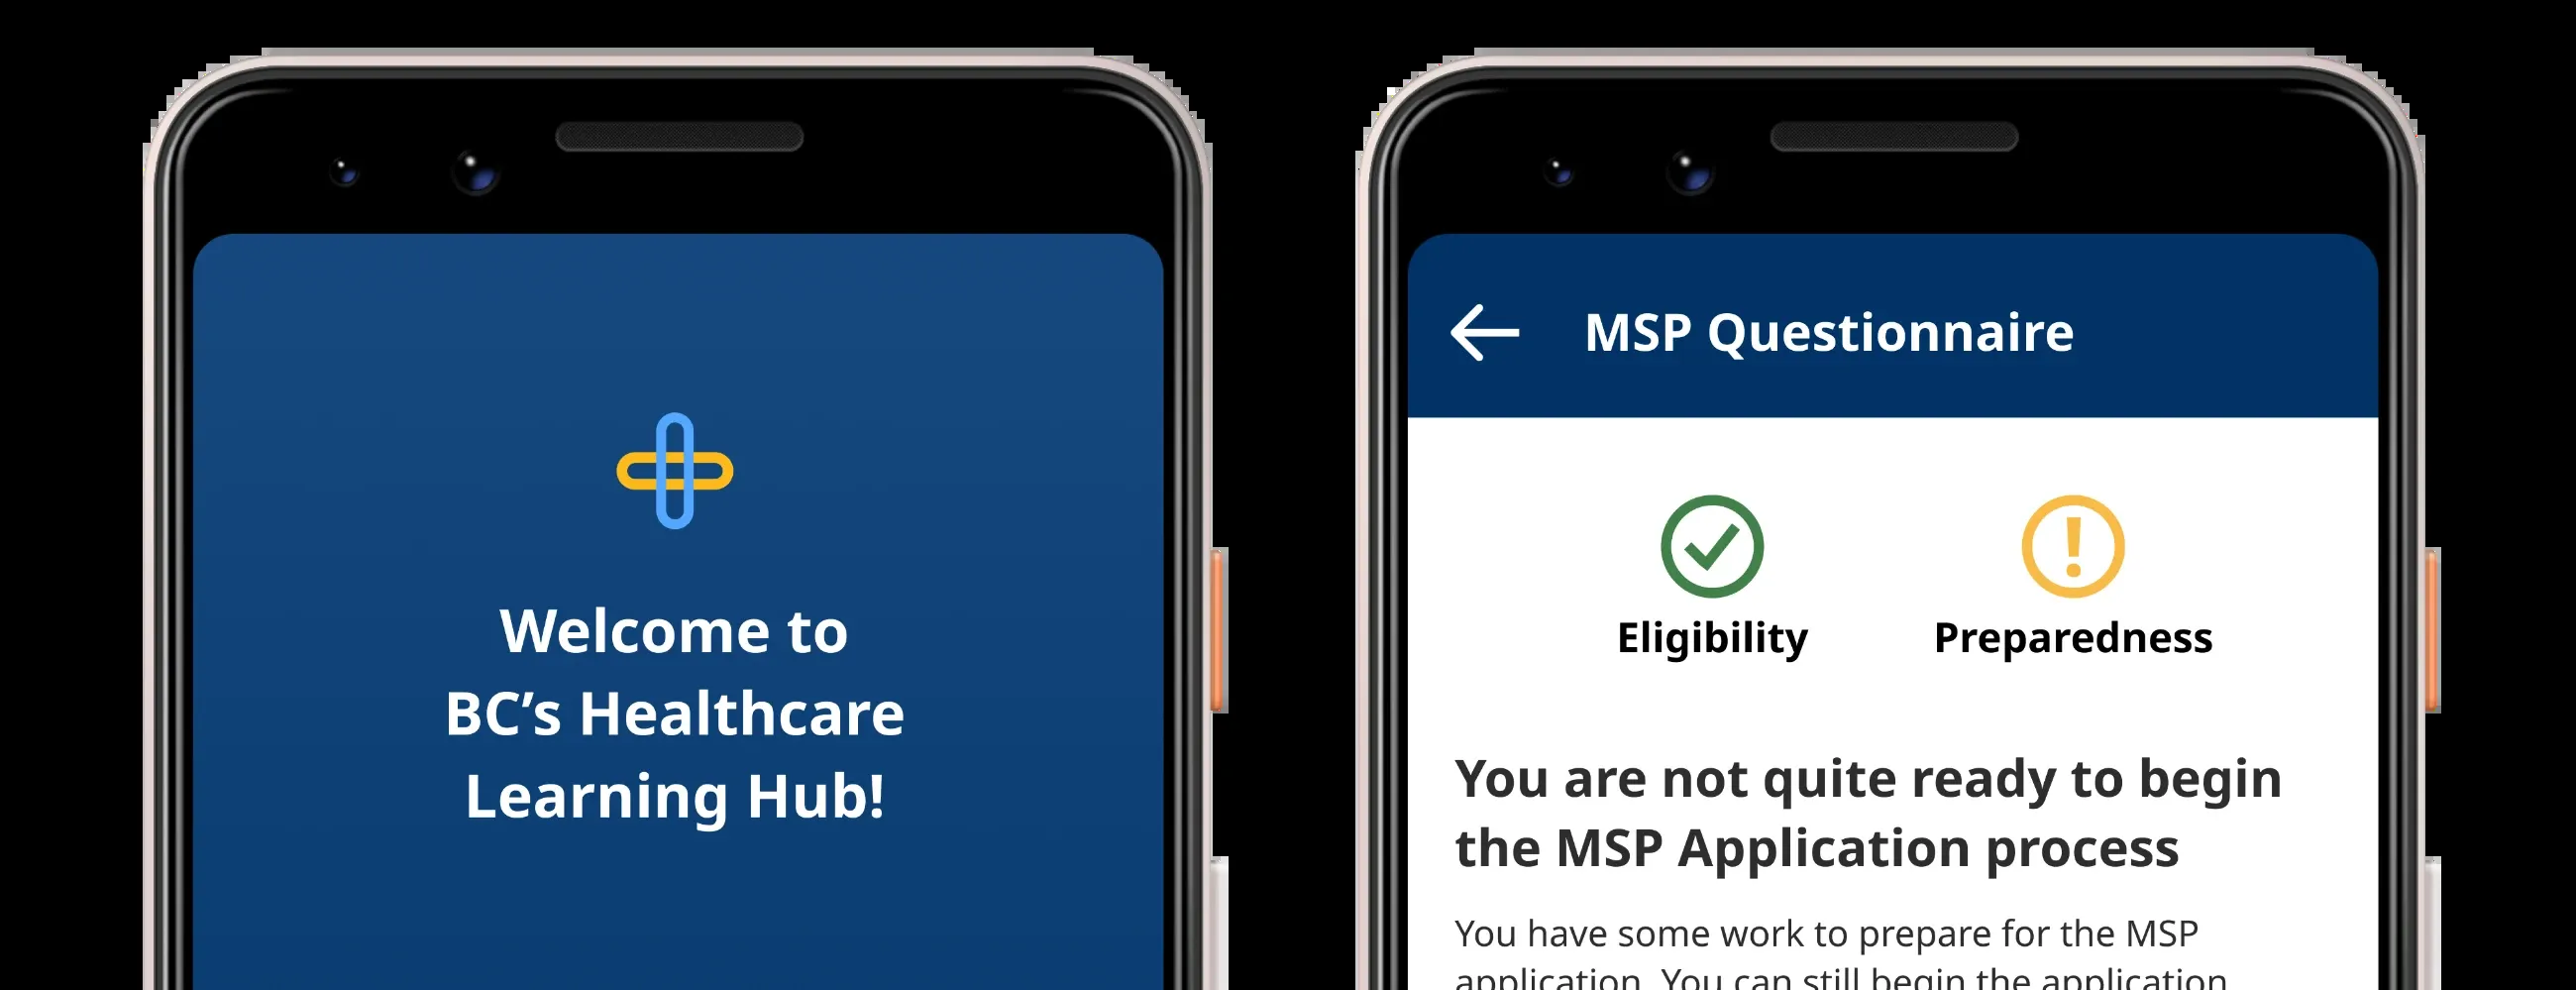 Welcome to
BC’s Healthcare
Learning Hub!
MSP Questionnaire
Eligibility
Preparedness
You are not quite ready to begin
the MSP Application process
You have some work to prepare for the MSP
application. You can still begin the application